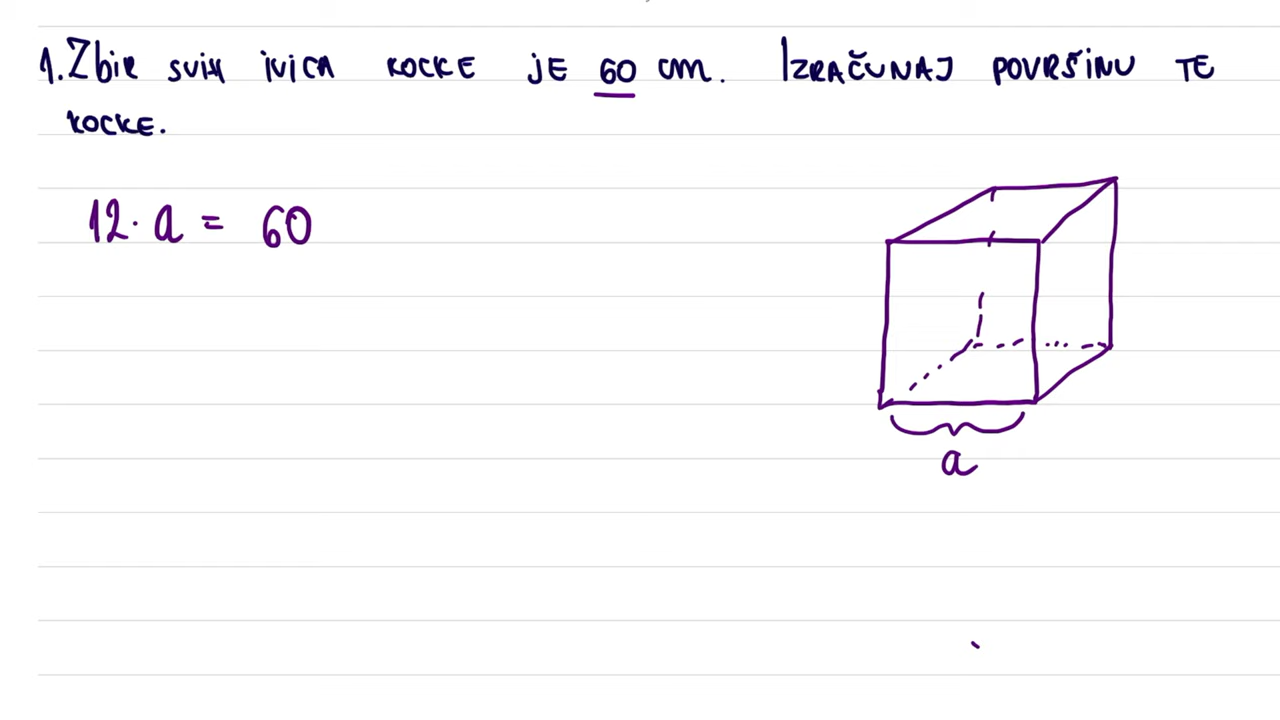 1. Zbir svih ivica kocke je 60 cm. Izračunaj površinu te
kocke.
12 · a = 60
a